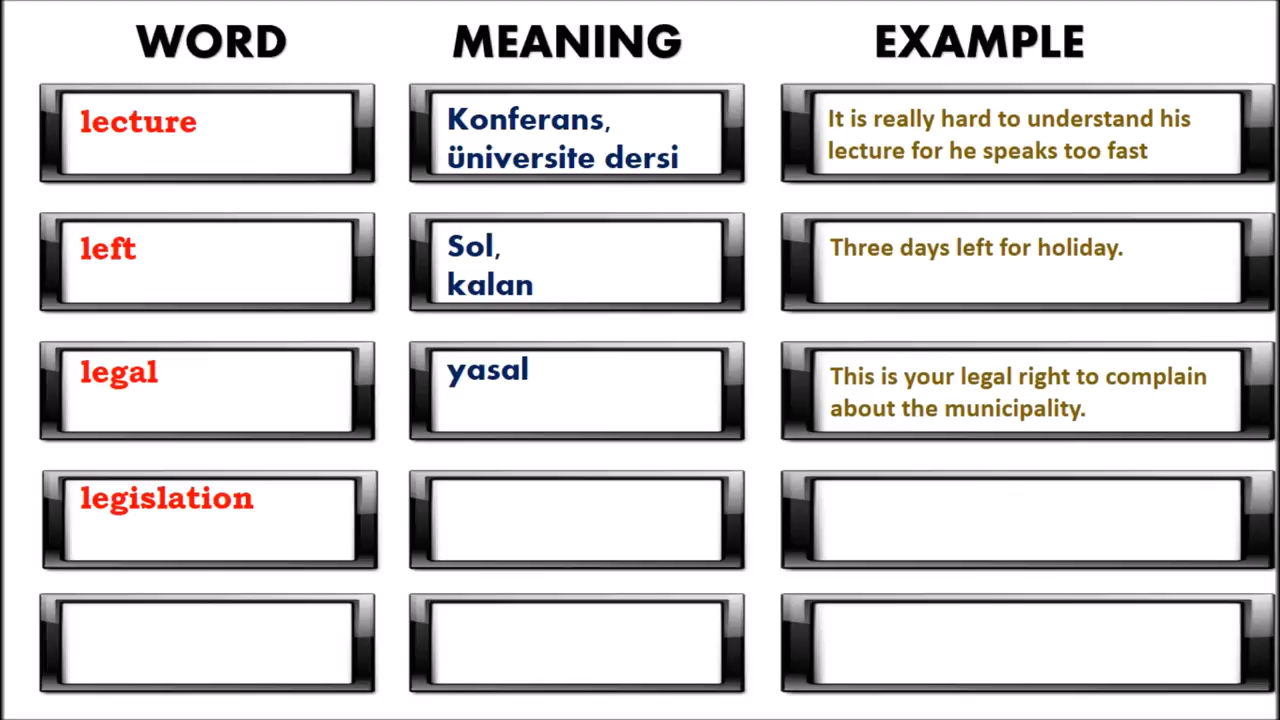 WORD MEANING EXAMPLE
lecture
Konferans,
üniversite dersi
It is really hard to understand his
lecture for he speaks too fast
left
Sol,
kalan
Three days left for holiday.
legal
yasal
This is your legal right to complain
about the municipality.
legislation